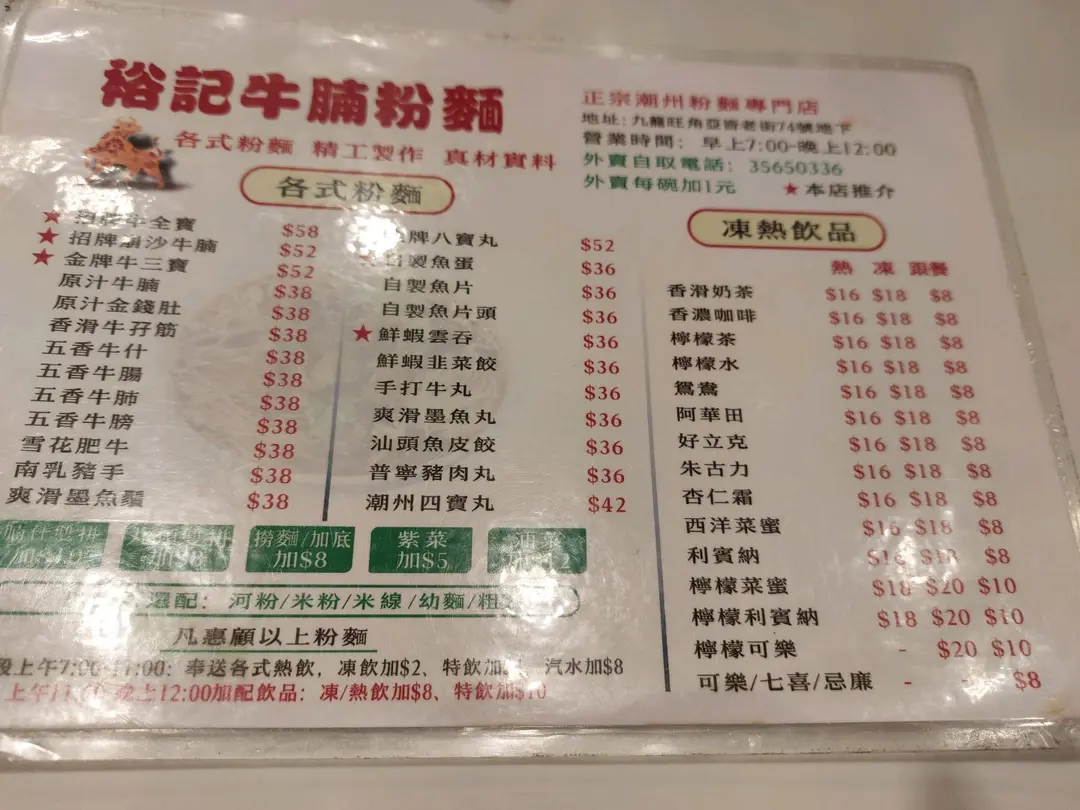 裕記牛腩粉麵
各式粉麵 精工製作 真材實料
正宗潮州粉麵專門店
地址:九龍旺角亞皆老街74號地下
營業時間: 早上7:00-晚上12:00
外賣自取電話: 35650336
外賣每碗加1元 ★本店推介
各式粉麵
★ 招牌牛全寶 $58
★ 招牌崩沙牛腩 $52
★ 金牌牛三寶 $52
原汁牛腩 $38
原汁金錢肚 $38
香滑牛孖筋 $38
五香牛什 $38
五香牛腸 $38
五香牛肺 $38
五香牛膀 $38
雪花肥牛 $38
南乳豬手 $38
爽滑墨魚鬚 $38
牌八寶丸 $52
製魚蛋 $36
自製魚片 $36
自製魚片頭 $36
★ 鮮蝦雲吞 $36
鮮蝦韭菜餃 $36
手打牛丸 $36
爽滑墨魚丸 $36
汕頭魚皮餃 $36
普寧豬肉丸 $36
潮州四寶丸 $42
凍熱飲品
熱 凍 跟餐
香滑奶茶 $16 $18 $8
香濃咖啡 $16 $18 $8
檸檬茶 $16 $18 $8
檸檬水 $16 $18 $8
鴛鴦 $16 $18 $8
阿華田 $16 $18 $8
好立克 $16 $18 $8
朱古力 $16 $18 $8
杏仁霜 $16 $18 $8
西洋菜蜜 $16 $18 $8
利賓納 $18 $8
檸檬菜蜜 $18 $20 $10
檸檬利賓納 $18 $20 $10
檸檬可樂 - $20 $10
可樂/七喜/忌廉 - - $8
撈麵/加底
加$8
紫菜
加$5
還配: 河粉/米粉/米線/幼麵/粗
凡惠顧以上粉麵
上午7:00-11:00: 奉送各式熱飲, 凍飲加$2、特飲加 汽水加$8
上午11 晚上12:00加配飲品: 凍/熱飲加$8、特飲加$10